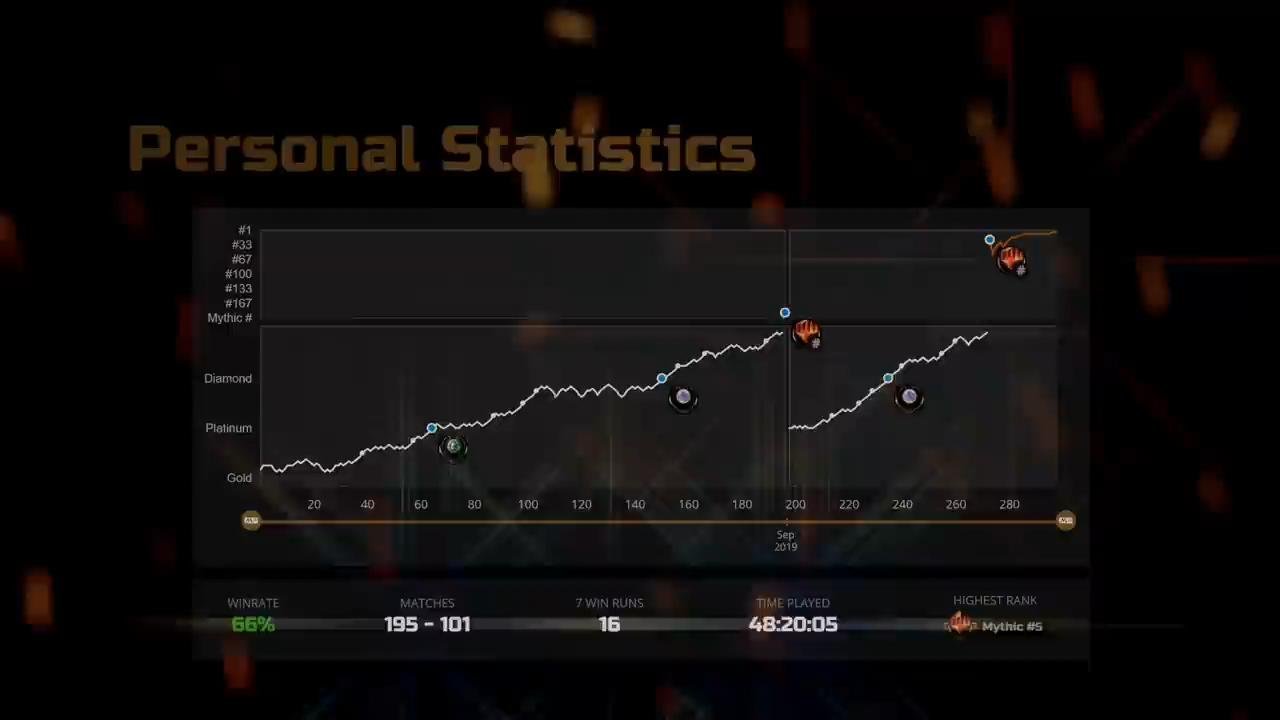 Personal Statistics
#1
#33
#67
#100
#133
#167
Mythic #
Diamond
Platinum
Gold
20 40 60 80 100 120 140 160 180 200 220 240 260 280
Sep
2019
WINRATE MATCHES 7 WIN RUNS TIME PLAYED HIGHEST RANK
66% 195 - 101 16 48:20:05 Mythic #5